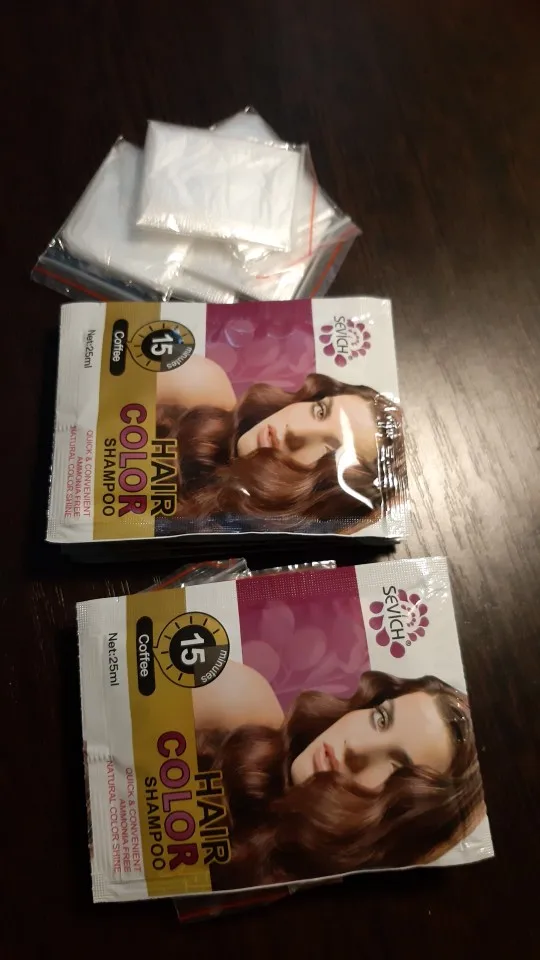 SEVICH®
15
minutes
Coffee
HAIR
COLOR
SHAMPOO
QUICK & CONVENIENT
AMMONIA FREE
NATURAL COLOR SHINE
Net:25ml
SEVICH®
15
minutes
Coffee
HAIR
COLOR
SHAMPOO
QUICK & CONVENIENT
AMMONIA FREE
NATURAL COLOR SHINE
Net:25ml